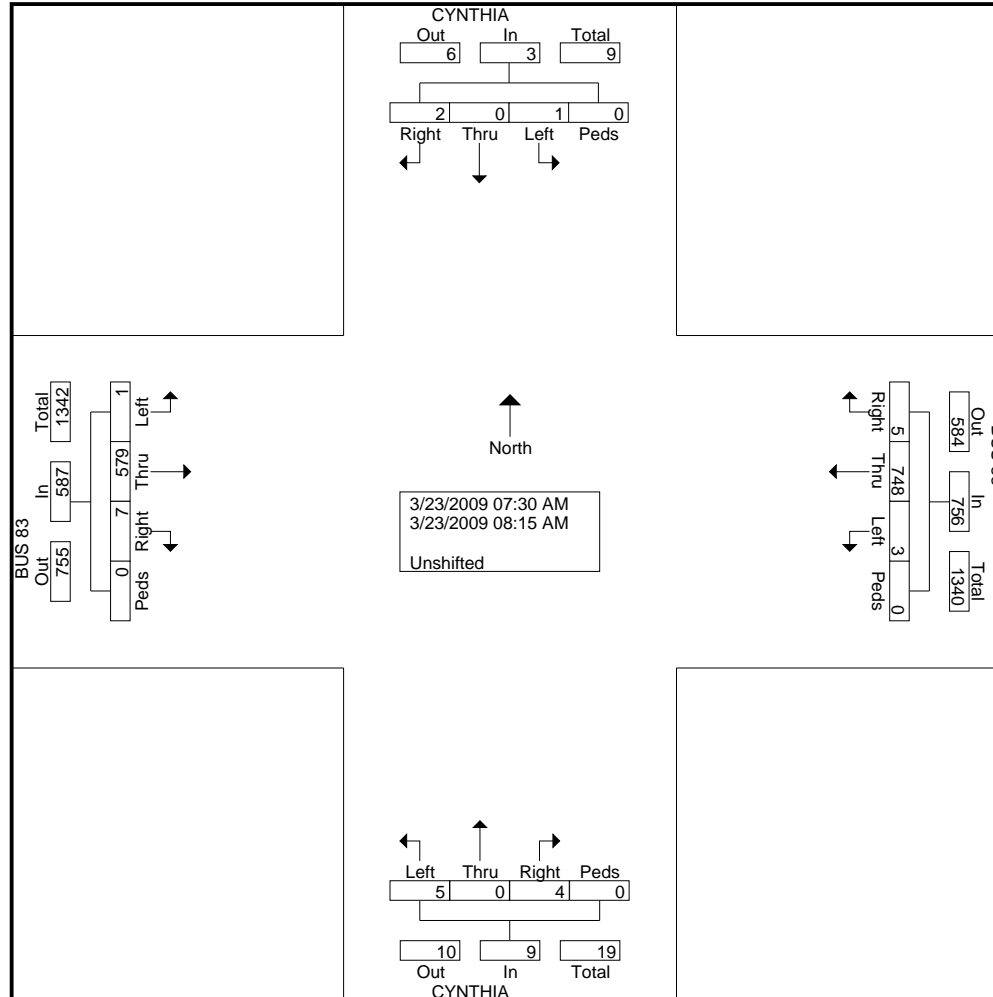 CYNTHIA
Out In Total
6 3 9
2 0 1 0
Right Thru Left Peds
BUS 83
Out In Total
755 587 1342
1 579 7 0
Left Thru Right Peds
North
3/23/2009 07:30 AM
3/23/2009 08:15 AM
Unshifted
Out In Total
584 756 1340
5 748 3 0
Right Thru Left Peds
Left Thru Right Peds
5 0 4 0
10 9 19
Out In Total
CYNTHIA